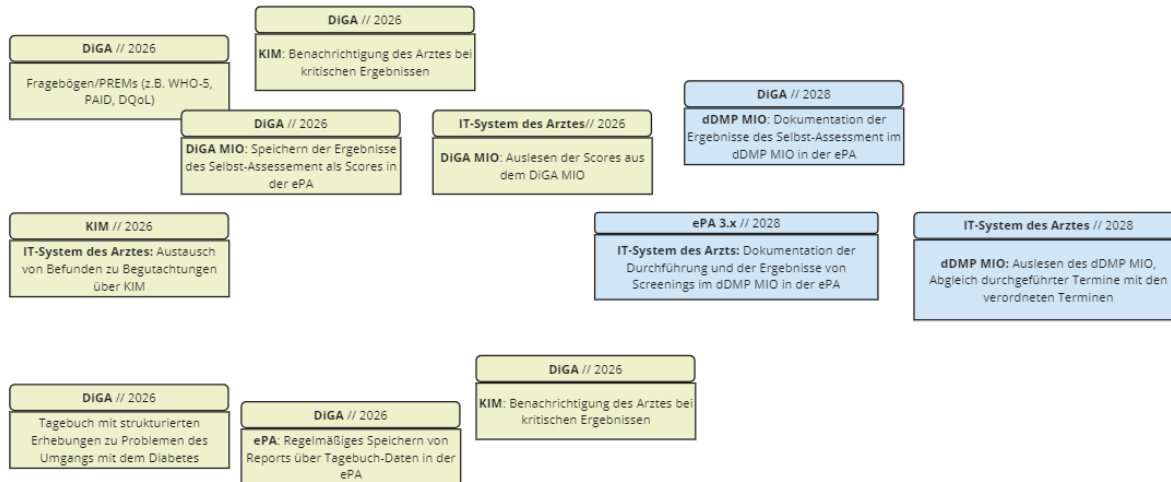 DiGA // 2026
Fragebögen/PREMs (z.B. WHO-5,
PAID, DQoL)
DiGA // 2026
KIM: Benachrichtigung des Arztes bei
kritischen Ergebnissen
DiGA // 2026
DiGA MIO: Speichern der Ergebnisse
des Selbst-Assessement als Scores in
der ePA
IT-System des Arztes// 2026
DiGA MIO: Auslesen der Scores aus
dem DiGA MIO
DiGA // 2028
dDMP MIO: Dokumentation der
Ergebnisse des Selbst-Assessment im
dDMP MIO in der ePA
KIM // 2026
IT-System des Arztes: Austausch
von Befunden zu Begutachtungen
über KIM
ePA 3.x // 2028
IT-System des Arzts: Dokumentation der
Durchführung und der Ergebnisse von
Screenings im dDMP MIO in der ePA
IT-System des Arztes // 2028
dDMP MIO: Auslesen des dDMP MIO,
Abgleich durchgeführter Termine mit den
verordneten Terminen
DiGA // 2026
Tagebuch mit strukturierten
Erhebungen zu Problemen des
Umgangs mit dem Diabetes
DiGA // 2026
ePA: Regelmäßiges Speichern von
Reports über Tagebuch-Daten in der
ePA
DiGA // 2026
KIM: Benachrichtigung des Arztes bei
kritischen Ergebnissen